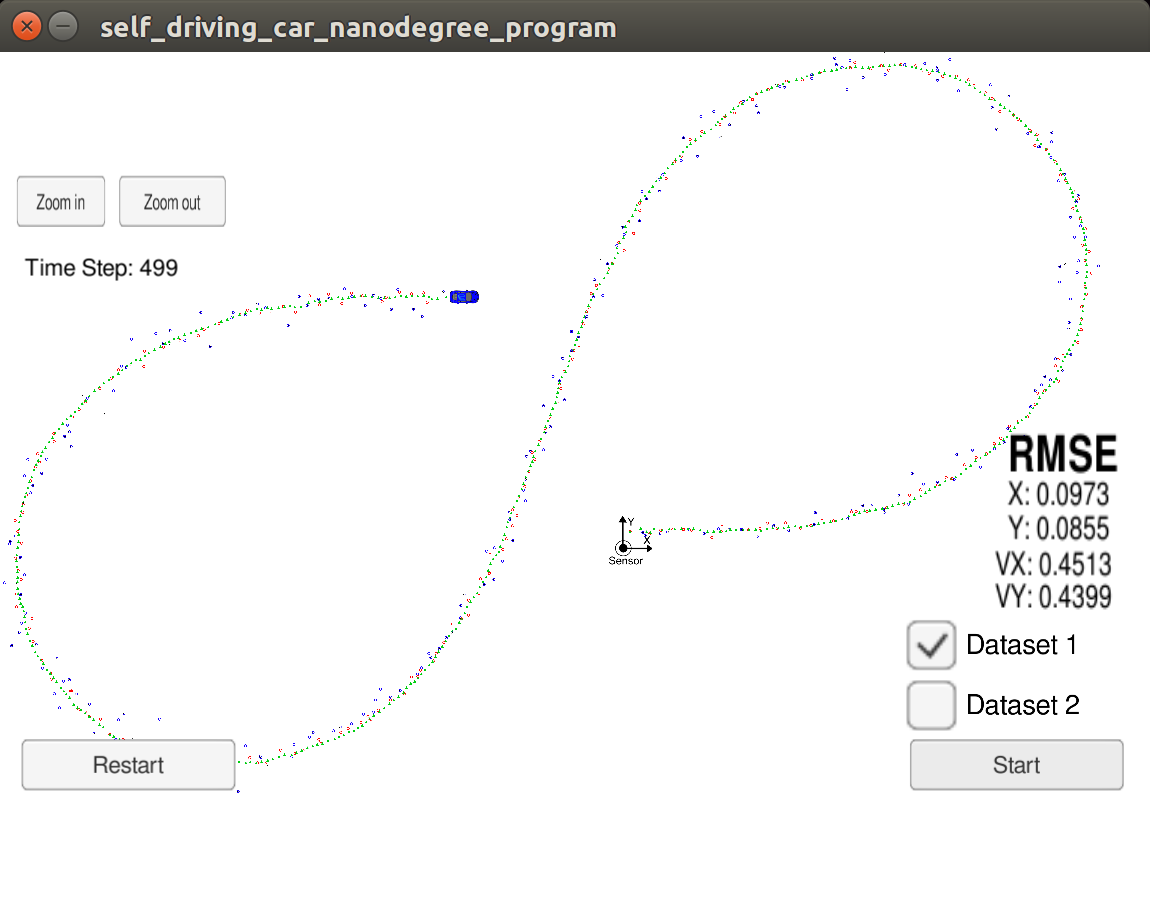 self_driving_car_nanodegree_program
Zoom in
Zoom out
Time Step: 499
Y
X
Sensor
RMSE
X: 0.0973
Y: 0.0855
VX: 0.4513
VY: 0.4399
Dataset 1
Dataset 2
Restart
Start